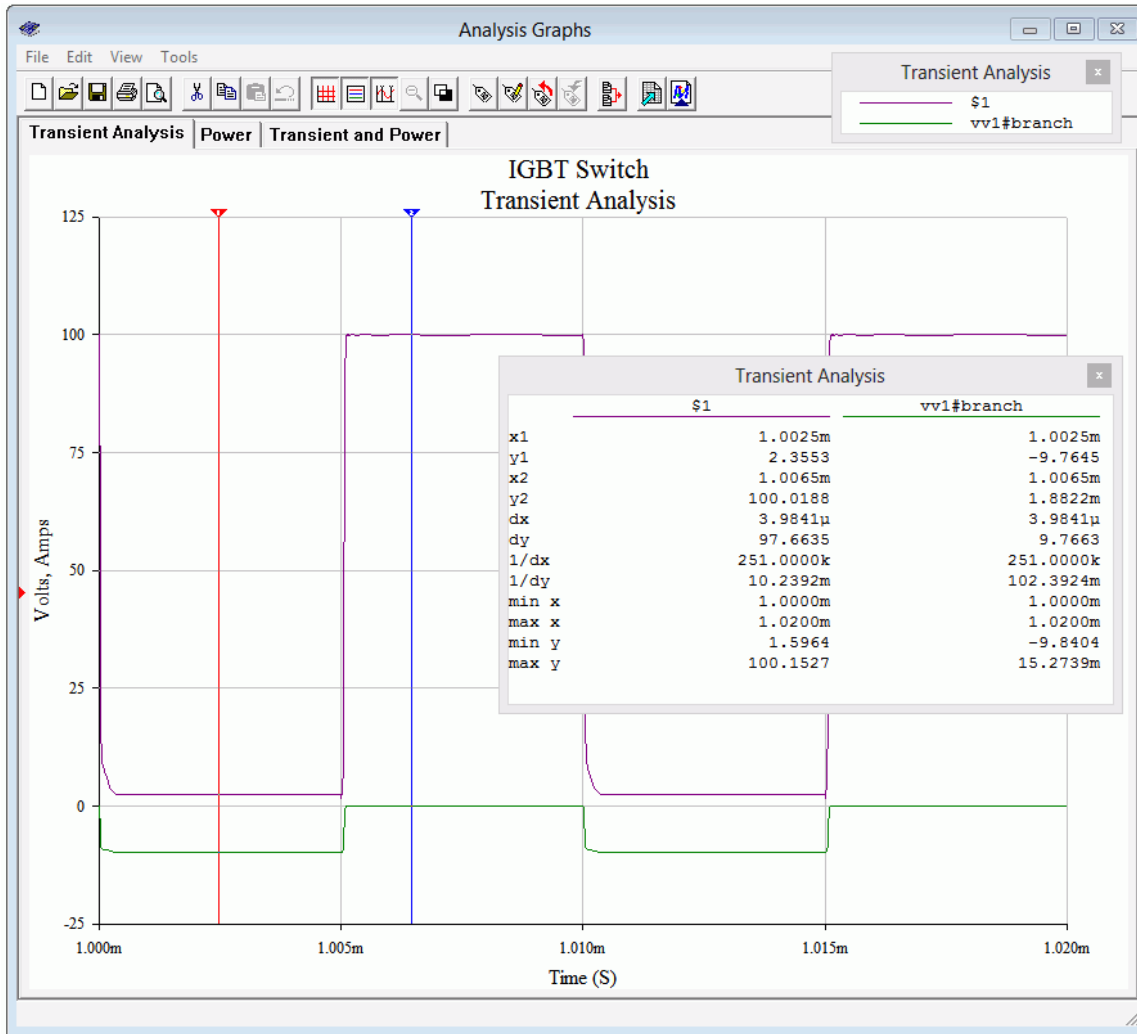 Analysis Graphs
File Edit View Tools
Transient Analysis x
$1
vv1#branch
Transient Analysis Power Transient and Power
IGBT Switch
Transient Analysis
1 2
125
100
75
50
25
0
-25
Volts, Amps
1.000m 1.005m 1.010m 1.015m 1.020m
Time (S)
Transient Analysis x
$1 vv1#branch
x1 1.0025m 1.0025m
y1 2.3553 -9.7645
x2 1.0065m 1.0065m
y2 100.0188 1.8822m
dx 3.9841µ 3.9841µ
dy 97.6635 9.7663
1/dx 251.0000k 251.0000k
1/dy 10.2392m 102.3924m
min x 1.0000m 1.0000m
max x 1.0200m 1.0200m
min y 1.5964 -9.8404
max y 100.1527 15.2739m